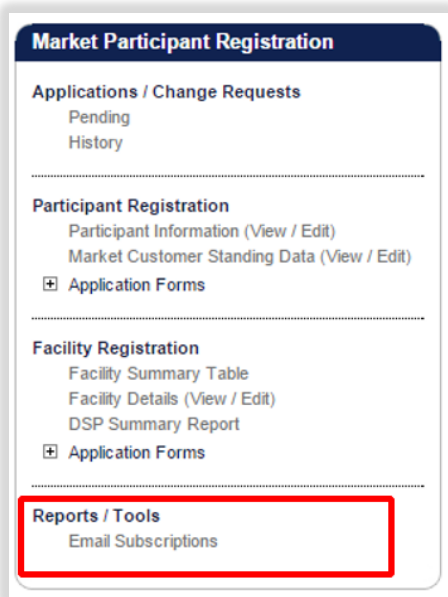 Market Participant Registration
Applications / Change Requests
Pending
History
Participant Registration
Participant Information (View / Edit)
Market Customer Standing Data (View / Edit)
Application Forms
Facility Registration
Facility Summary Table
Facility Details (View / Edit)
DSP Summary Report
Application Forms
Reports / Tools
Email Subscriptions